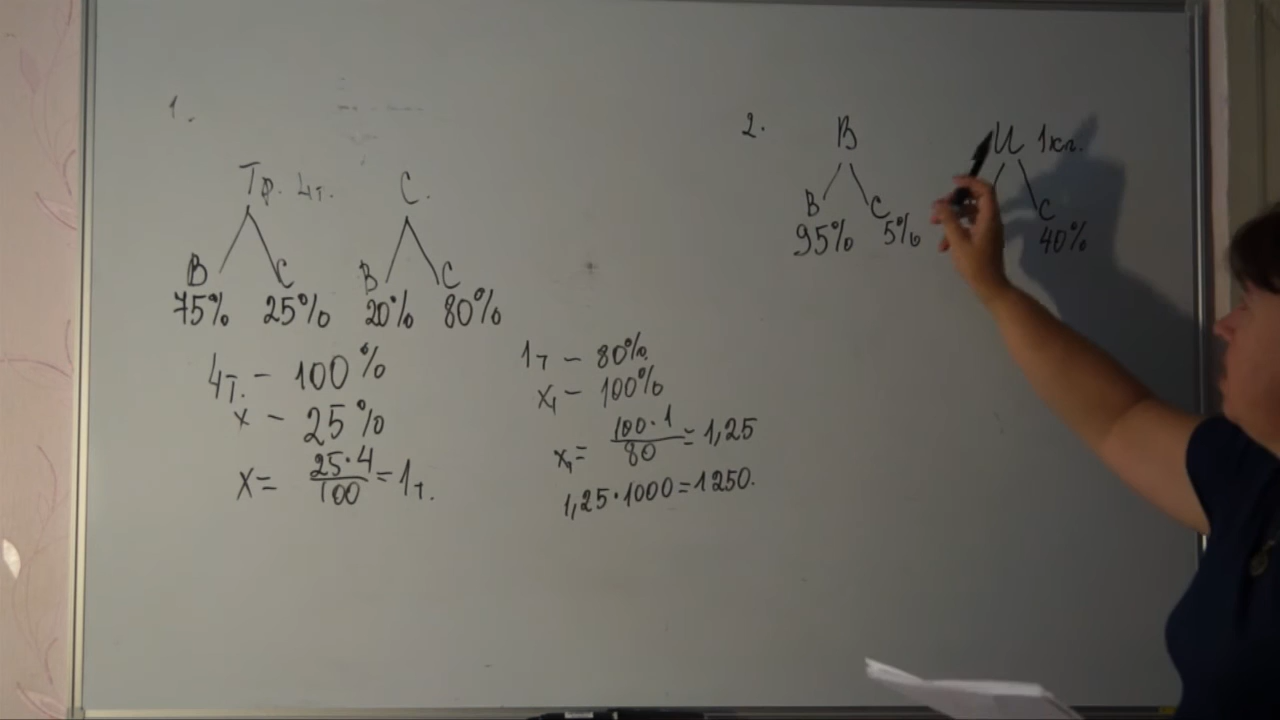 1.
Тр. 4т. С.
В С В С
75% 25% 20% 80%
4т. – 100%
х – 25%
х = 25·4/100 = 1т.
1т – 80%.
х₁ – 100%
х₁ = 100·1/80 = 1,25
1,25·1000=1250.
2. В И 1кг.
В С С
95% 5% 40%